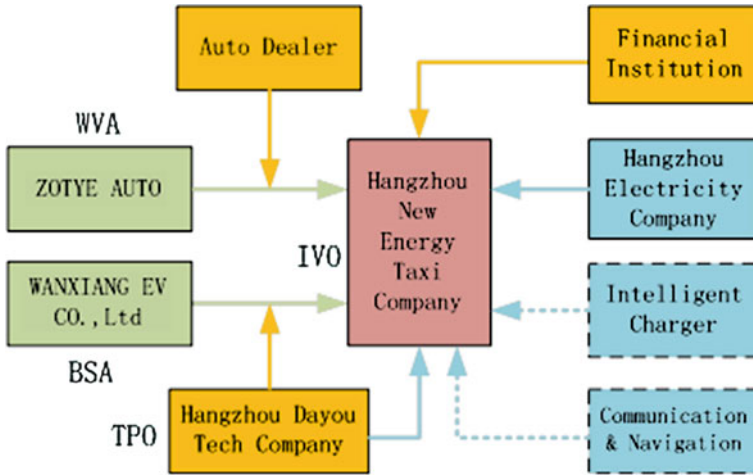 Auto Dealer
Financial
Institution
WVA
ZOTYE AUTO
Hangzhou
New
Energy
Taxi
Company
Hangzhou
Electricity
Company
IVO
WANXIANG EV
CO.,Ltd
Intelligent
Charger
BSA
TPO
Hangzhou Dayou
Tech Company
Communication
& Navigation